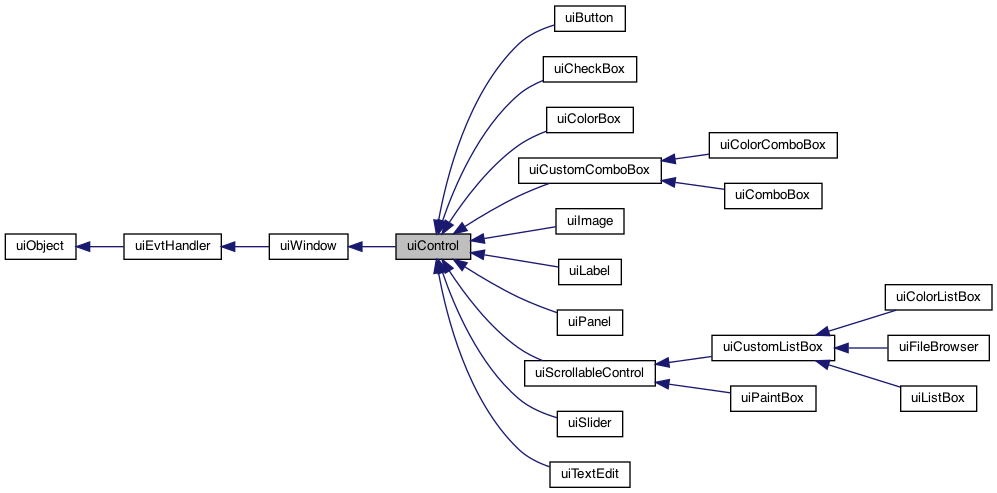 uiButton
uiCheckBox
uiColorBox
uiColorComboBox
uiCustomComboBox
uiComboBox
uiImage
uiObject
uiEvtHandler
uiWindow
uiControl
uiLabel
uiColorListBox
uiPanel
uiCustomListBox
uiFileBrowser
uiScrollableControl
uiPaintBox
uiListBox
uiSlider
uiTextEdit